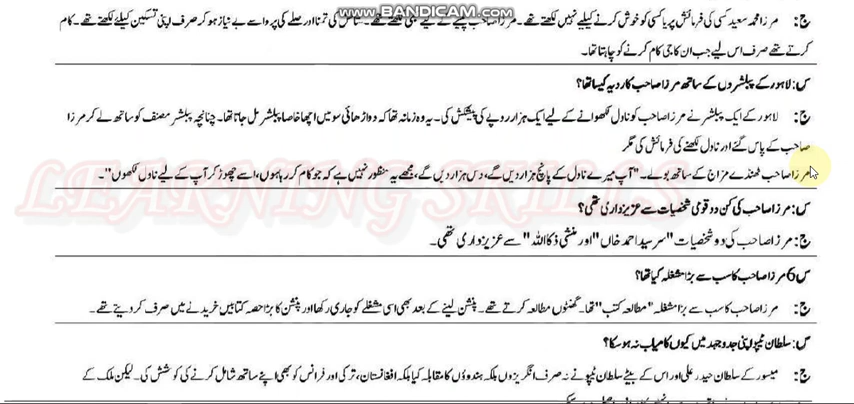 www.BANDICAM.com
ج: مرزا محمد سعید کسی کی فرمائش پر یا کسی کو خوش کرنے کیلیے نہیں لکھتے تھے۔ مرزا صاحب پیسے کے لیے بھی نہیں لکھتے تھے۔ ستائش کی تمنا اور صلے کی پروا سے بے نیاز ہو کر صرف اپنی تسکین کیلئے لکھتے تھے۔ کام
کرتے تھے صرف اس لیے جب ان کا جی کام کرنے کو چاہتا تھا۔
س: لاہور کے پبلشروں کے ساتھ مرزا صاحب کا رویہ کیسا تھا؟
ج: لاہور کے ایک پبلشر نے مرزا صاحب کو ناول لکھوانے کے لیے ایک ہزار روپے کی پیشکش کی۔ یہ وہ زمانہ تھا کہ دو اڑھائی سو میں اچھا خاصا پبلشر مل جاتا تھا۔ چنانچہ پبلشر مصنف کو ساتھ لے کر مرزا
صاحب کے پاس گئے اور ناول لکھنے کی فرمائش کی مگر
مرزا صاحب ٹھنڈے مزاج کے ساتھ بولے۔ "آپ میرے ناول کے پانچ ہزار دیں گے، دس ہزار دیں گے، مجھے یہ منظور نہیں ہے کہ جو کام کر رہا ہوں، اسے چھوڑ کر آپ کے لیے ناول لکھوں"۔
LEARNING SKILLS
س: مرزا صاحب کی کن دو قومی شخصیات سے عزیز داری تھی؟
ج: مرزا صاحب کی دو شخصیات "سر سید احمد خاں" اور منشی ذکا اللہ" سے عزیز داری تھی۔
س6 مرزا صاحب کا سب سے بڑا مشغلہ کیا تھا؟
ج: مرزا صاحب کا سب سے بڑا مشغلہ "مطالعہ کتب" تھا۔ گھنٹوں مطالعہ کرتے تھے۔ پنشن لینے کے بعد بھی اسی مشغلے کو جاری رکھا اور پنشن کا بڑا حصہ کتابیں خریدنے میں صرف کر دیتے تھے۔
س: سلطان ٹیپو اپنی جدوجہد میں کیوں کامیاب نہ ہو سکا؟
ج: میسور کے سلطان حیدر علی اور اس کے بیٹے سلطان ٹیپو نے نہ صرف انگریزوں بلکہ ہندوؤں کا مقابلہ کیا بلکہ افغانستان، ترکی اور فرانس کو بھی اپنے ساتھ شامل کرنے کی کوشش کی۔ لیکن ملک کے